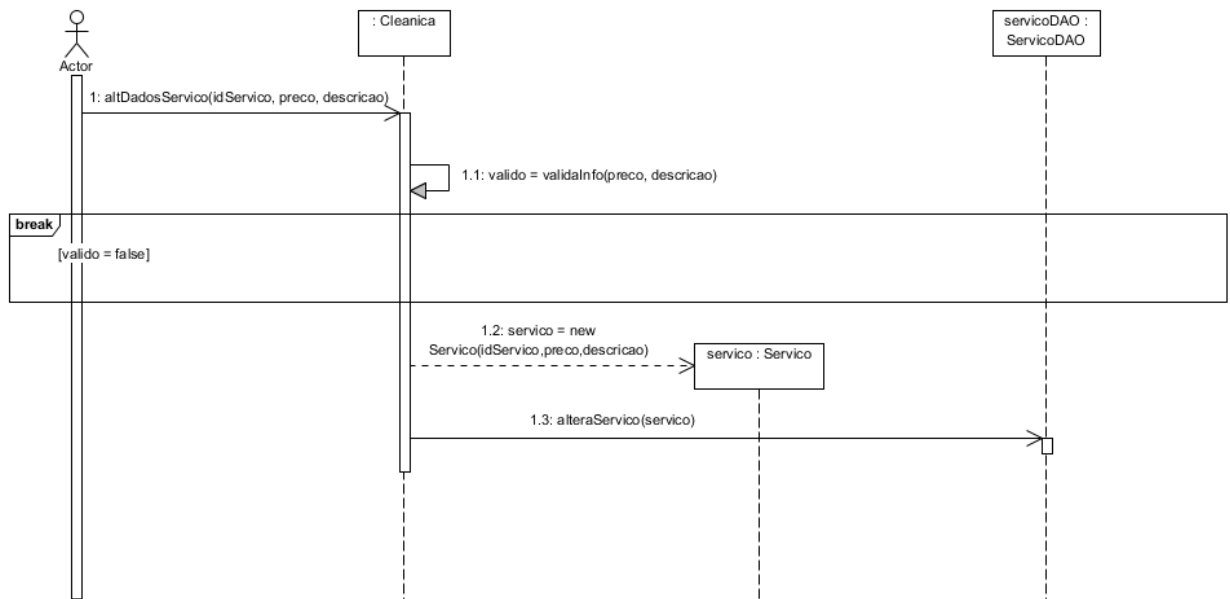 : Cleanica
servicoDAO :
ServicoDAO
Actor
1: altDadosServico(idServico, preco, descricao)
1.1: valido = validaInfo(preco, descricao)
break
[valido = false]
1.2: servico = new
Servico(idServico,preco,descricao)
servico : Servico
1.3: alteraServico(servico)